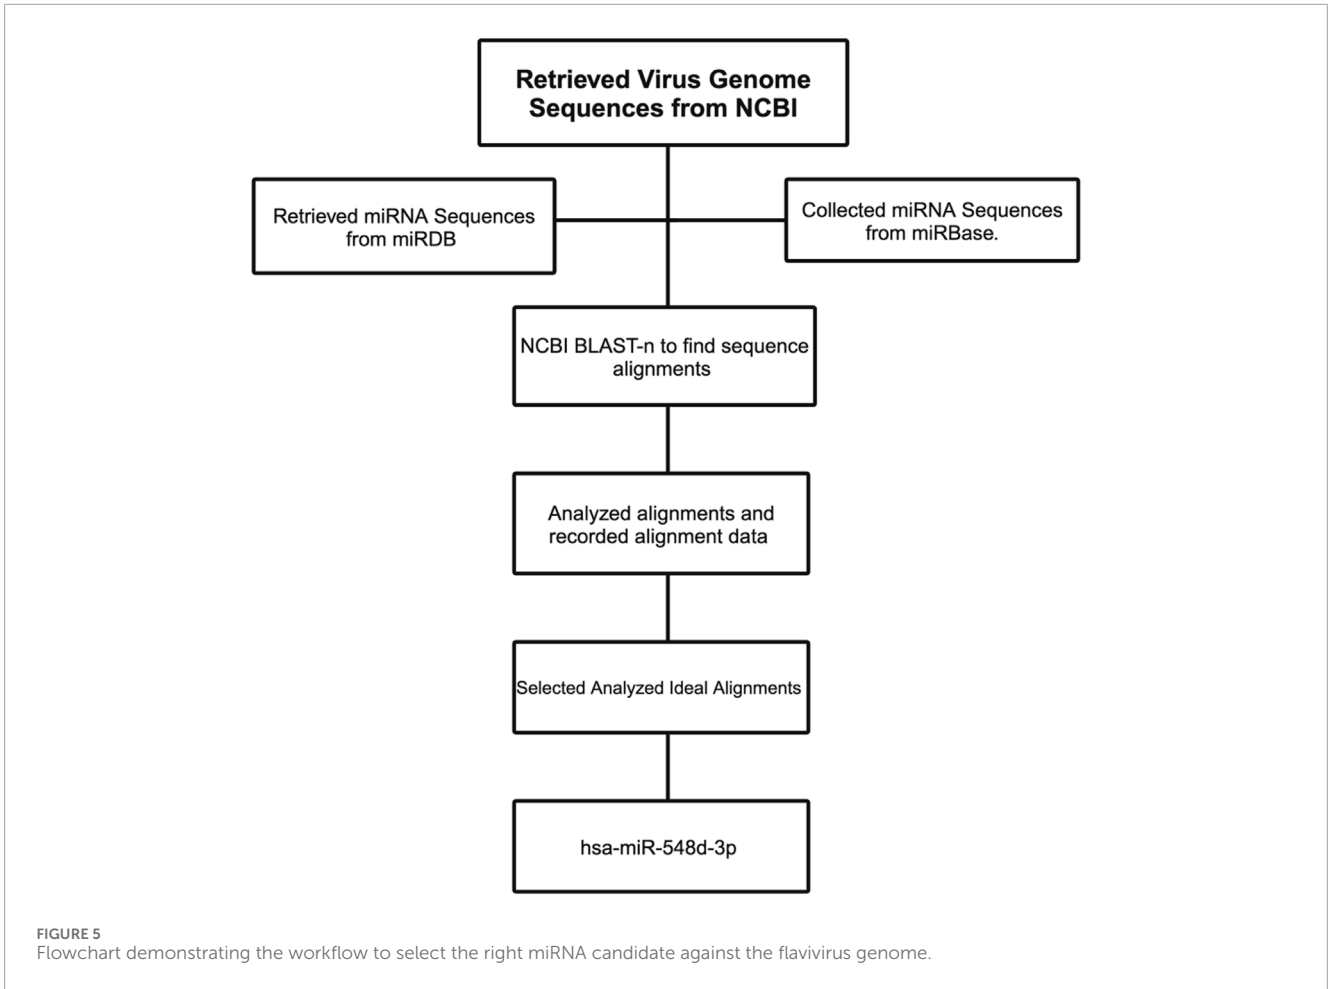 Retrieved Virus Genome
Sequences from NCBI
Retrieved miRNA Sequences
from miRDB
Collected miRNA Sequences
from miRBase.
NCBI BLAST-n to find sequence
alignments
Analyzed alignments and
recorded alignment data
Selected Analyzed Ideal Alignments
hsa-miR-548d-3p
FIGURE 5
Flowchart demonstrating the workflow to select the right miRNA candidate against the flavivirus genome.